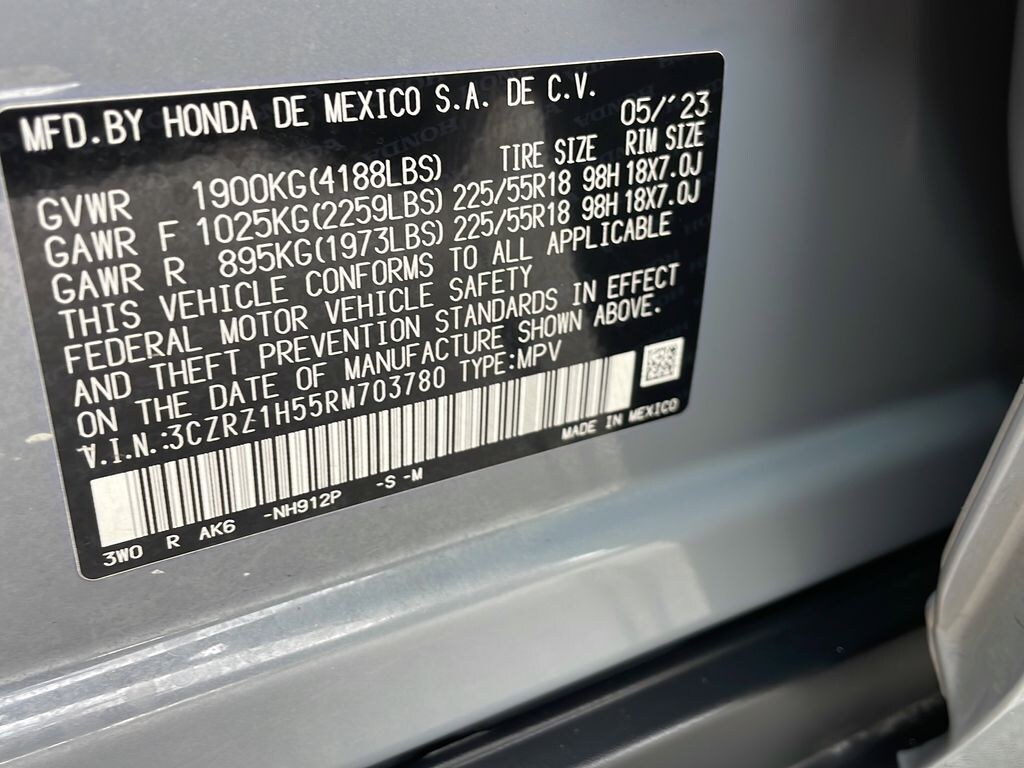 MFD.BY HONDA DE MEXICO S.A. DE C.V.
05/'23
TIRE SIZE RIM SIZE
GVWR 1900KG(4188LBS)
GAWR F 1025KG(2259LBS) 225/55R18 98H 18X7.0J
GAWR R 895KG(1973LBS) 225/55R18 98H 18X7.0J
THIS VEHICLE CONFORMS TO ALL APPLICABLE
FEDERAL MOTOR VEHICLE SAFETY
AND THEFT PREVENTION STANDARDS IN EFFECT
ON THE DATE OF MANUFACTURE SHOWN ABOVE.
V.I.N.:3CZRZ1H55RM703780 TYPE:MPV
MADE IN MEXICO
3W0 R AK6 -NH912P -S -M